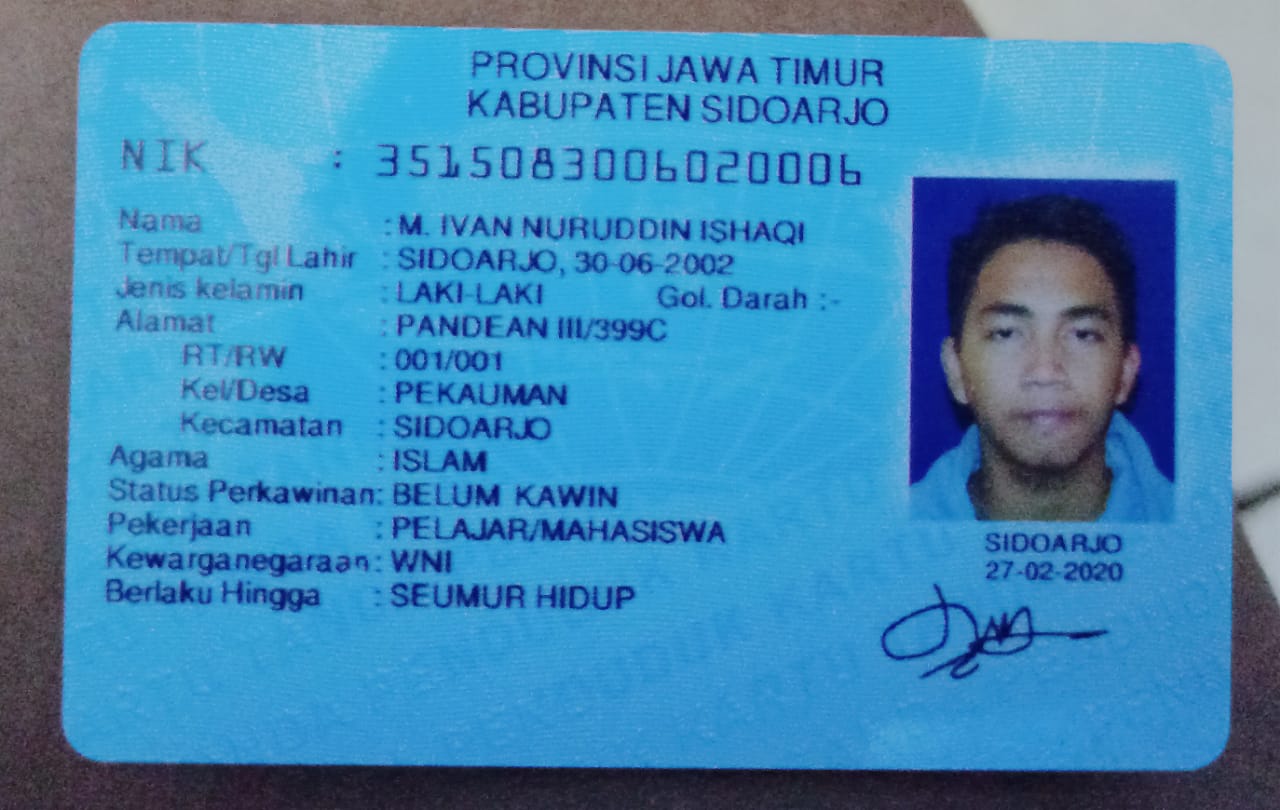 PROVINSI JAWA TIMUR
KABUPATEN SIDOARJO
NIK : 3515083006020006
Nama : M. IVAN NURUDDIN ISHAQI
Tempat/Tgl Lahir : SIDOARJO, 30-06-2002
Jenis kelamin : LAKI-LAKI Gol. Darah :-
Alamat : PANDEAN III/399C
RT/RW : 001/001
Kel/Desa : PEKAUMAN
Kecamatan : SIDOARJO
Agama : ISLAM
Status Perkawinan: BELUM KAWIN
Pekerjaan : PELAJAR/MAHASISWA
Kewarganegaraan: WNI
Berlaku Hingga : SEUMUR HIDUP
SIDOARJO
27-02-2020